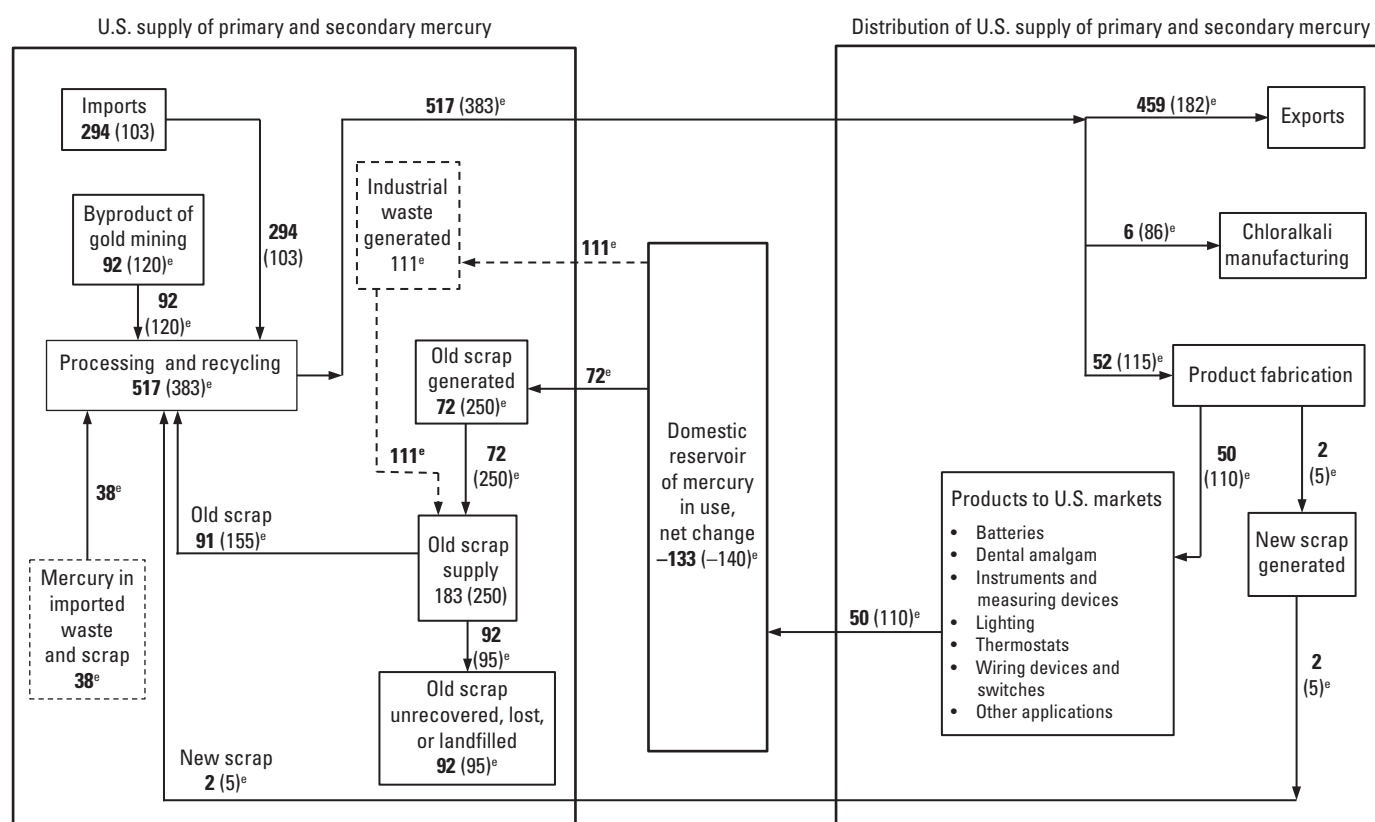 U.S. supply of primary and secondary mercury
Distribution of U.S. supply of primary and secondary mercury
Imports
294 (103)
517 (383)ᵉ
459 (182)ᵉ
Exports
Industrial
waste
generated
111ᵉ
Byproduct of
gold mining
92 (120)ᵉ
294
(103)
111ᵉ
6 (86)ᵉ
Chloralkali
manufacturing
92
(120)ᵉ
Processing and recycling
517 (383)ᵉ
Old scrap
generated
72 (250)ᵉ
72ᵉ
52 (115)ᵉ
Product fabrication
Domestic
reservoir
of mercury
in use,
net change
–133 (–140)ᵉ
111ᵉ
72
(250)ᵉ
50
(110)ᵉ
2
(5)ᵉ
38ᵉ
Old scrap
91 (155)ᵉ
Old scrap
supply
183 (250)
Products to U.S. markets
• Batteries
• Dental amalgam
• Instruments and
measuring devices
• Lighting
• Thermostats
• Wiring devices and
switches
• Other applications
New scrap
generated
Mercury in
imported
waste
and scrap
38ᵉ
92
(95)ᵉ
50 (110)ᵉ
2
(5)ᵉ
Old scrap
unrecovered, lost,
or landfilled
92 (95)ᵉ
New scrap
2 (5)ᵉ